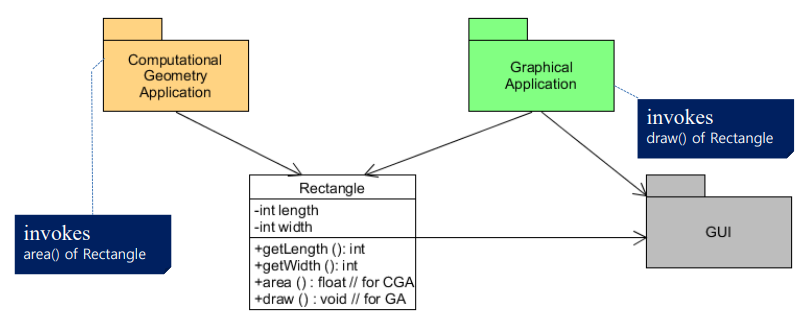 Computational
Geometry
Application
Graphical
Application
invokes
draw() of Rectangle
Rectangle
-int length
-int width
+getLength (): int
+getWidth (): int
+area () : float // for CGA
+draw () : void // for GA
invokes
area() of Rectangle
GUI